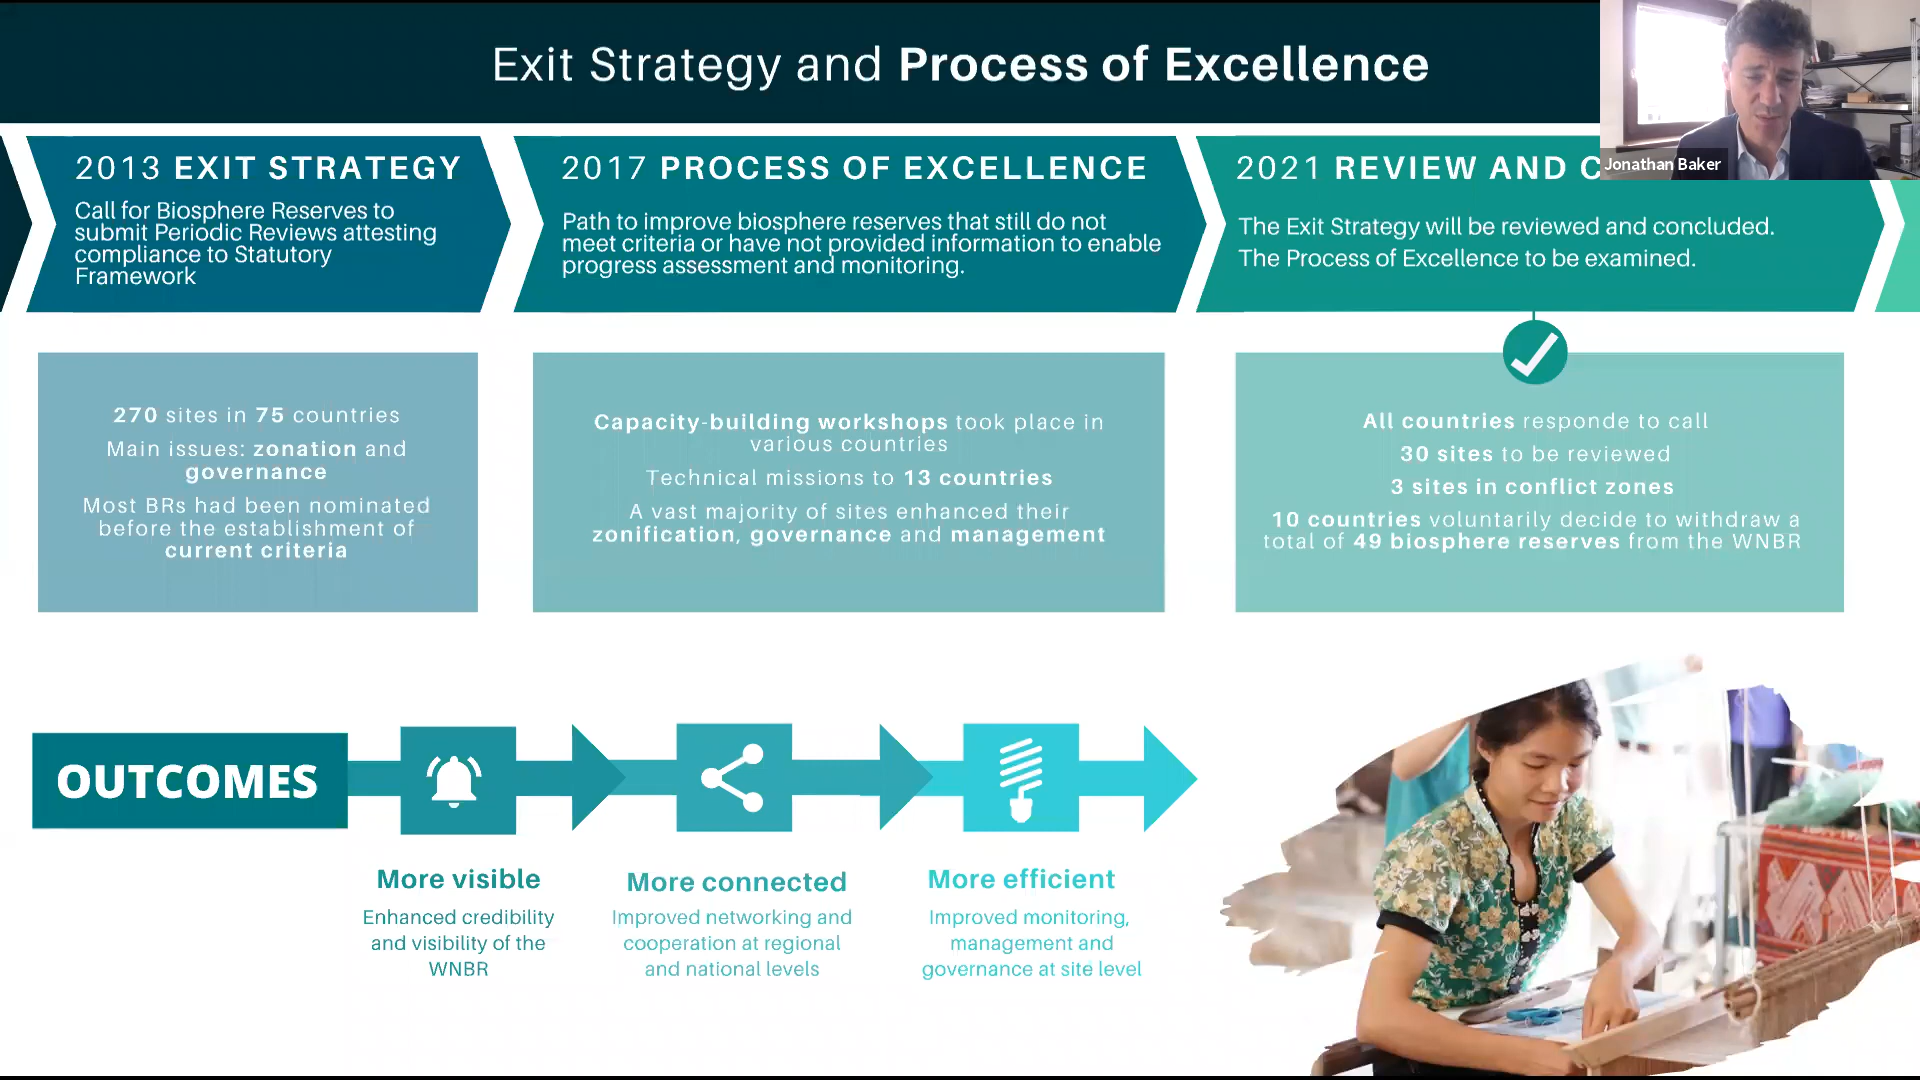 Exit Strategy and Process of Excellence
Jonathan Baker
2013 EXIT STRATEGY
Call for Biosphere Reserves to
submit Periodic Reviews attesting
compliance to Statutory
Framework
2017 PROCESS OF EXCELLENCE
Path to improve biosphere reserves that still do not
meet criteria or have not provided information to enable
progress assessment and monitoring.
2021 REVIEW AND C
The Exit Strategy will be reviewed and concluded.
The Process of Excellence to be examined.
270 sites in 75 countries
Main issues: zonation and
governance
Most BRs had been nominated
before the establishment of
current criteria
Capacity-building workshops took place in
various countries
Technical missions to 13 countries
A vast majority of sites enhanced their
zonification, governance and management
All countries responde to call
30 sites to be reviewed
3 sites in conflict zones
10 countries voluntarily decide to withdraw a
total of 49 biosphere reserves from the WNBR
OUTCOMES
More visible
Enhanced credibility
and visibility of the
WNBR
More connected
Improved networking and
cooperation at regional
and national levels
More efficient
Improved monitoring,
management and
governance at site level